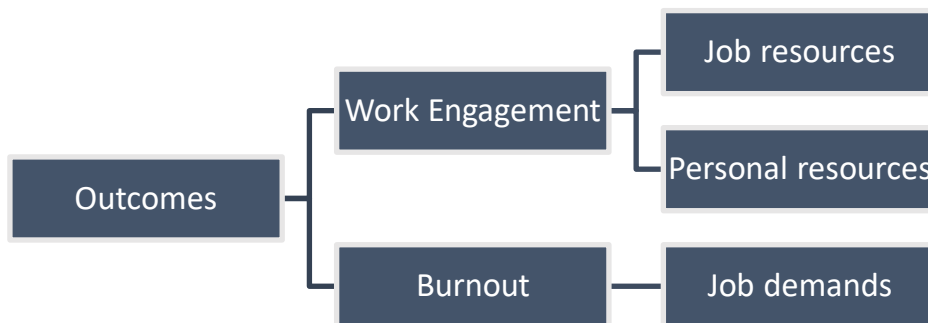 Job resources
Work Engagement
Personal resources
Outcomes
Burnout
Job demands